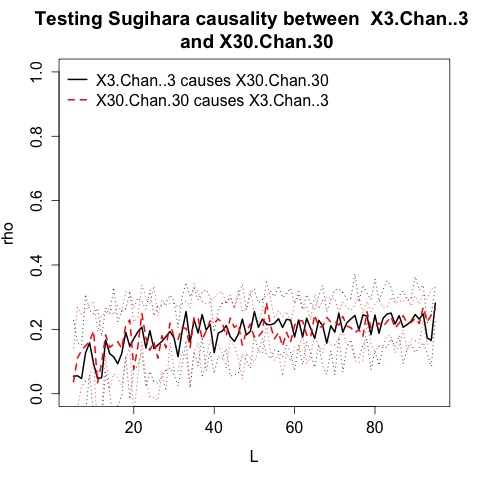 Testing Sugihara causality between  X3.Chan..3
and X30.Chan.30
X3.Chan..3 causes X30.Chan.30
X30.Chan.30 causes X3.Chan..3
rho
1.0
0.8
0.6
0.4
0.2
0.0
20 40 60 80
L